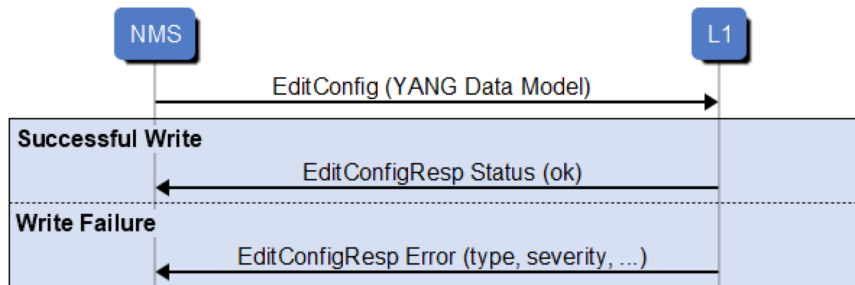 NMS
L1
EditConfig (YANG Data Model)
Successful Write
EditConfigResp Status (ok)
Write Failure
EditConfigResp Error (type, severity, ...)